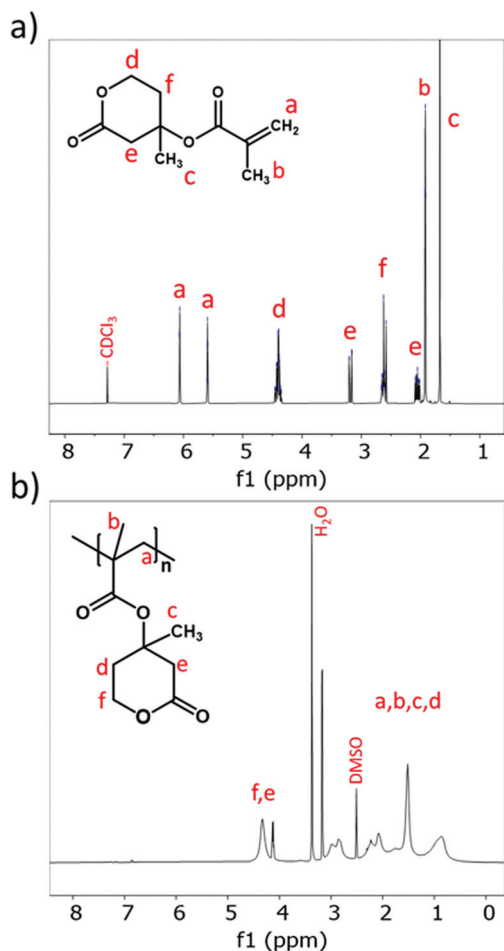 a)
d
f
O
O
e
CH₃
c
O
O
a
CH₂
CH₃
b
b
c
a
a
d
e
f
e
CDCl₃
8 7 6 5 4 3 2 1
f1 (ppm)
b)
b
a
n
O
O
c
CH₃
d
e
f
O
O
H₂O
DMSO
a,b,c,d
f,e
8 7 6 5 4 3 2 1 0
f1 (ppm)